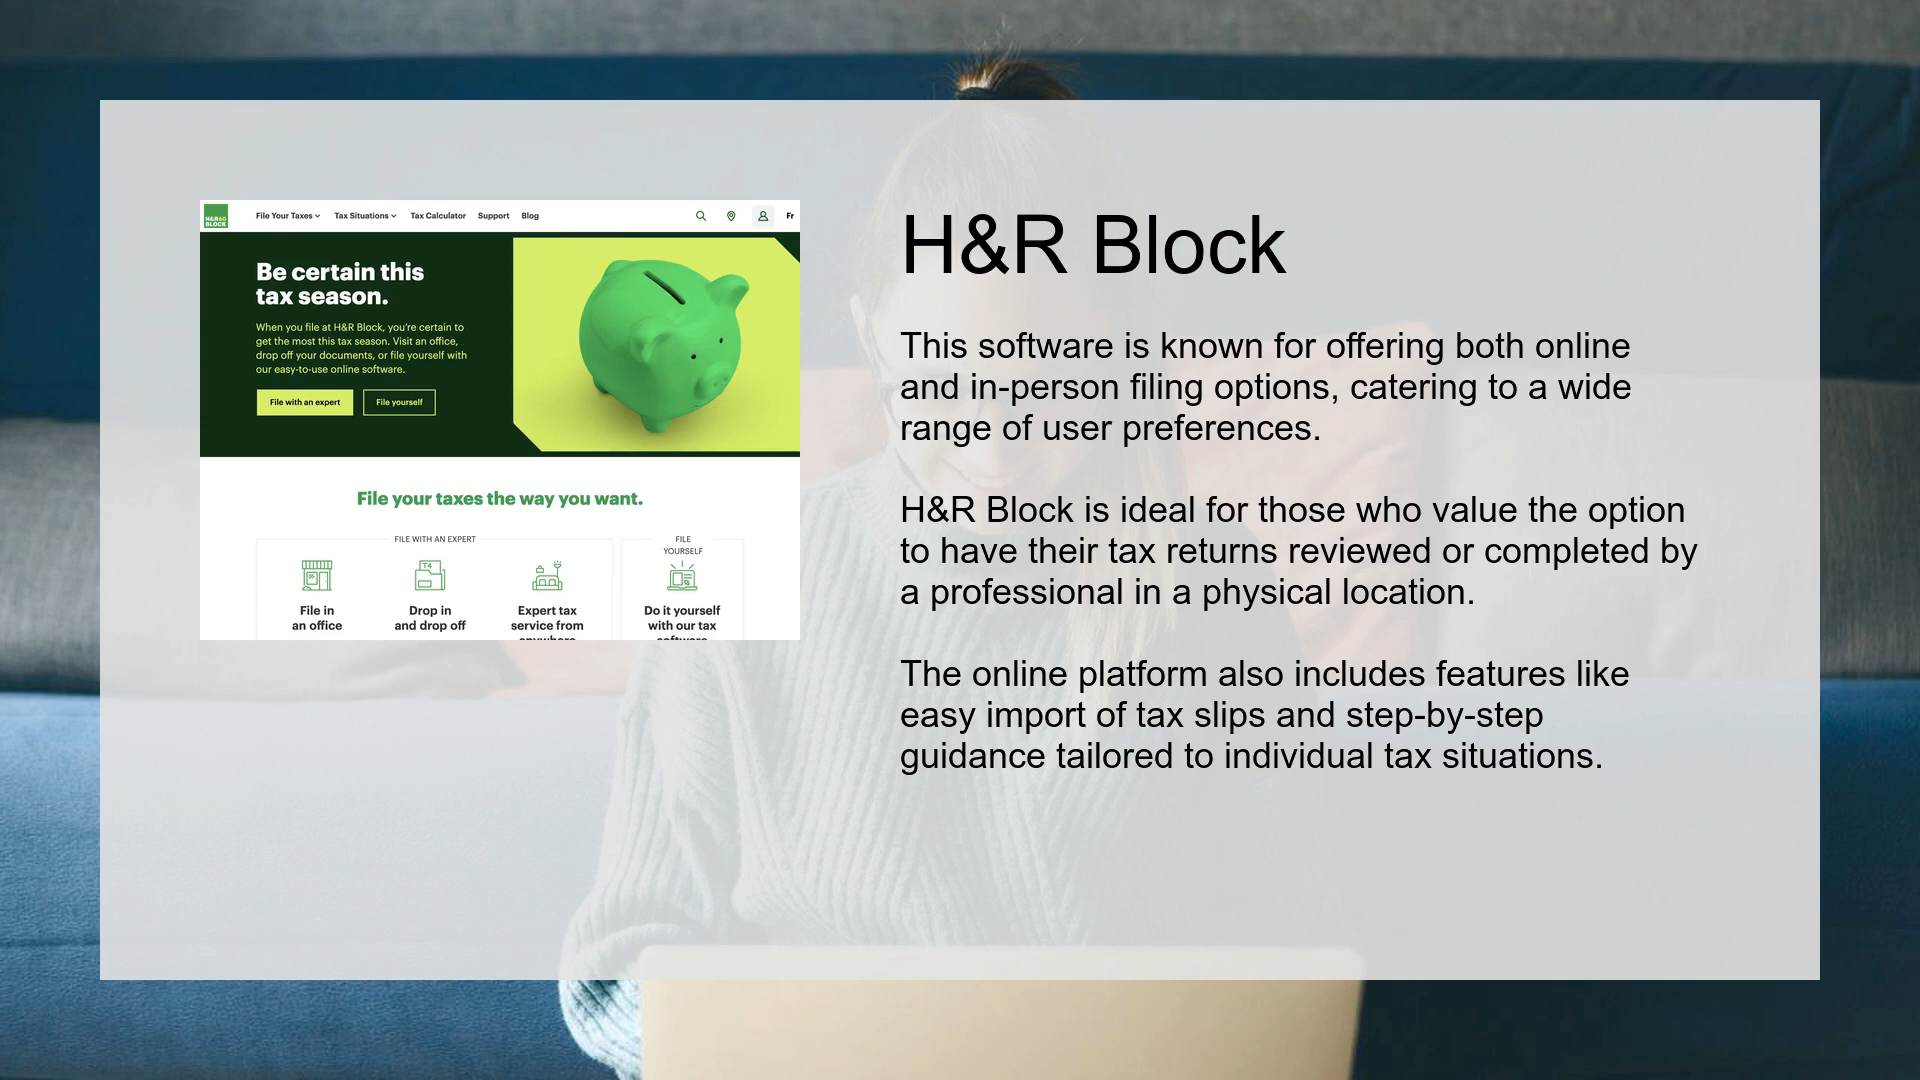 H&R60
BLOCK
File Your Taxes
Tax Situations
Tax Calculator
Support
Blog
Fr
Be certain this
tax season.
When you file at H&R Block, you're certain to
get the most this tax season. Visit an office,
drop off your documents, or file yourself with
our easy-to-use online software.
File with an expert
File yourself
File your taxes the way you want.
FILE WITH AN EXPERT
FILE
YOURSELF
T4
File in
an office
Drop in
and drop off
Expert tax
service from
anywhere
Do it yourself
with our tax
software
H&R Block
This software is known for offering both online
and in-person filing options, catering to a wide
range of user preferences.
H&R Block is ideal for those who value the option
to have their tax returns reviewed or completed by
a professional in a physical location.
The online platform also includes features like
easy import of tax slips and step-by-step
guidance tailored to individual tax situations.